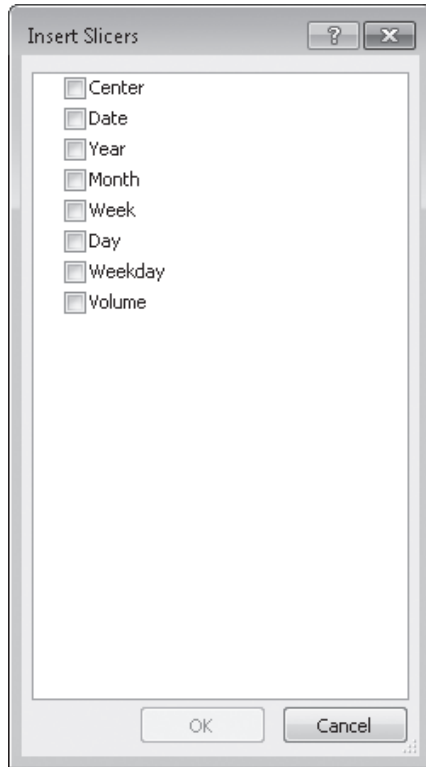 Insert Slicers
Center
Date
Year
Month
Week
Day
Weekday
Volume
OK
Cancel